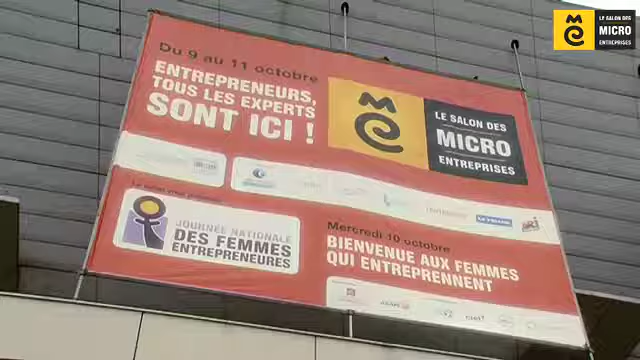 LE SALON DES
MICRO
ENTREPRISES
Du 9 au 11 octobre
ENTREPRENEURS,
TOUS LES EXPERTS
SONT ICI !
LE SALON DES
MICRO
ENTREPRISES
JOURNÉE NATIONALE
DES FEMMES
ENTREPRENEURES
Mercredi 10 octobre
BIENVENUE AUX FEMMES
QUI ENTREPRENNENT